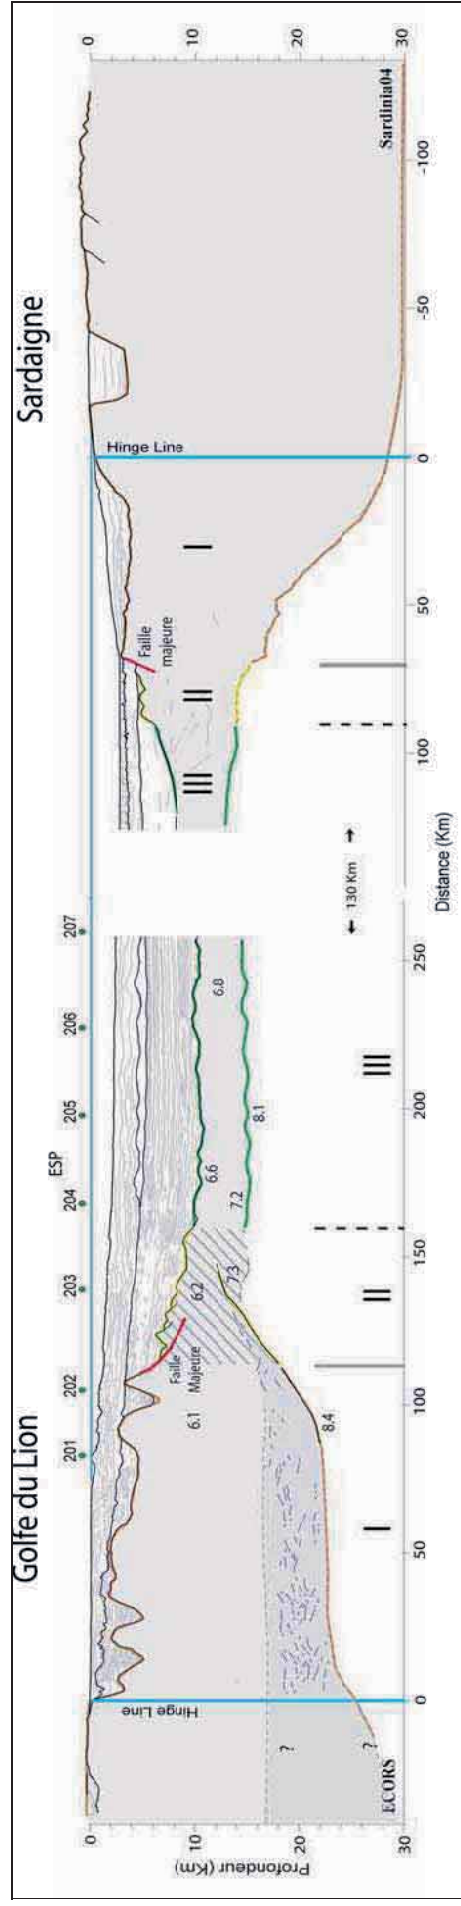 Golfe du Lion
Sardaigne
ESP
201
202
203
204
205
206
207
0
10
20
30
Profondeur (Km)
0
10
20
30
Hinge Line
Hinge Line
Faille
Majeure
Faille
majeure
6.1
6.2
6.6
6.8
7.3
7.2
8.1
8.4
?
?
ECORS
Sardinia04
I
II
III
III
II
I
130 Km
0
50
100
150
200
250
100
50
0
-50
-100
Distance (Km)